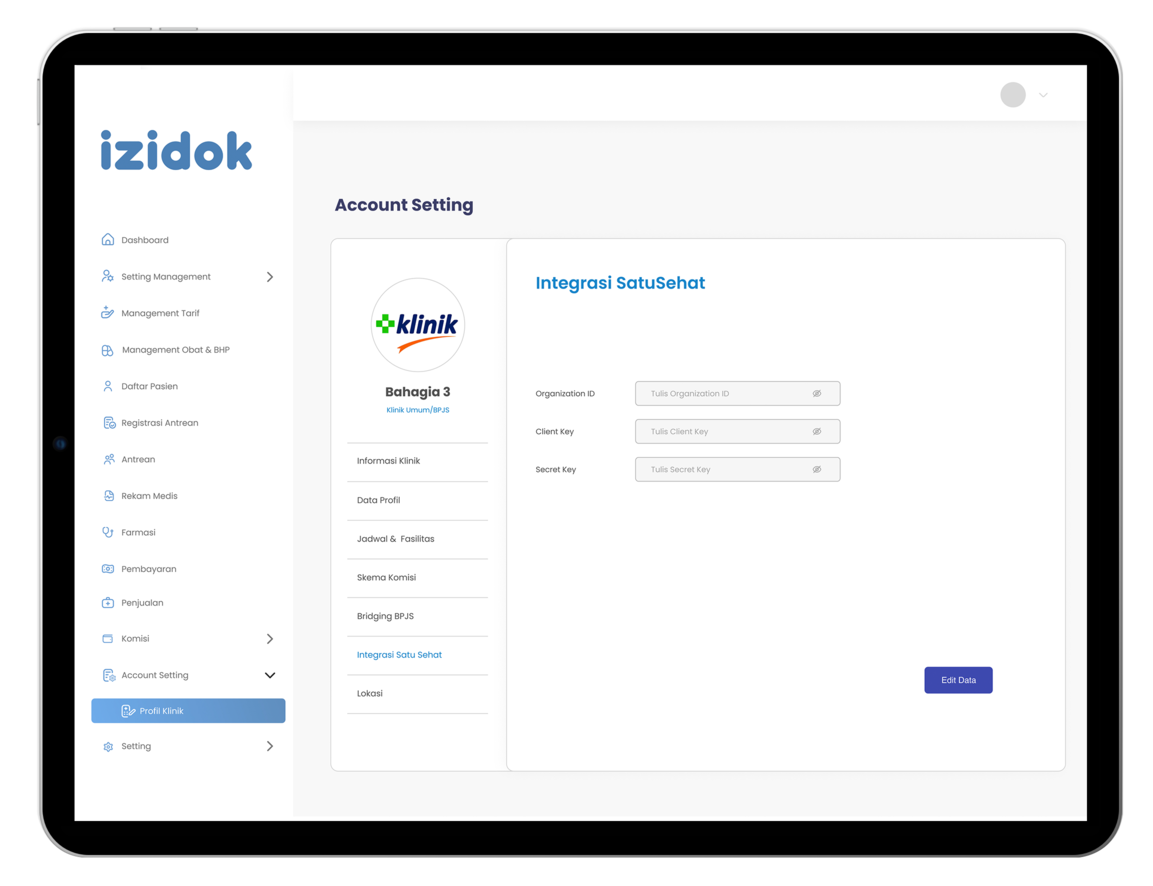 izidok
Dashboard
Setting Management
Management Tarif
Management Obat & BHP
Daftar Pasien
Registrasi Antrean
Antrean
Rekam Medis
Farmasi
Pembayaran
Penjualan
Komisi
Account Setting
Profil Klinik
Setting
Account Setting
klinik
Bahagia 3
Klinik Umum/BPJS
Informasi Klinik
Data Profil
Jadwal & Fasilitas
Skema Komisi
Bridging BPJS
Integrasi Satu Sehat
Lokasi
Integrasi SatuSehat
Organization ID
Tulis Organization ID
Client Key
Tulis Client Key
Secret Key
Tulis Secret Key
Edit Data